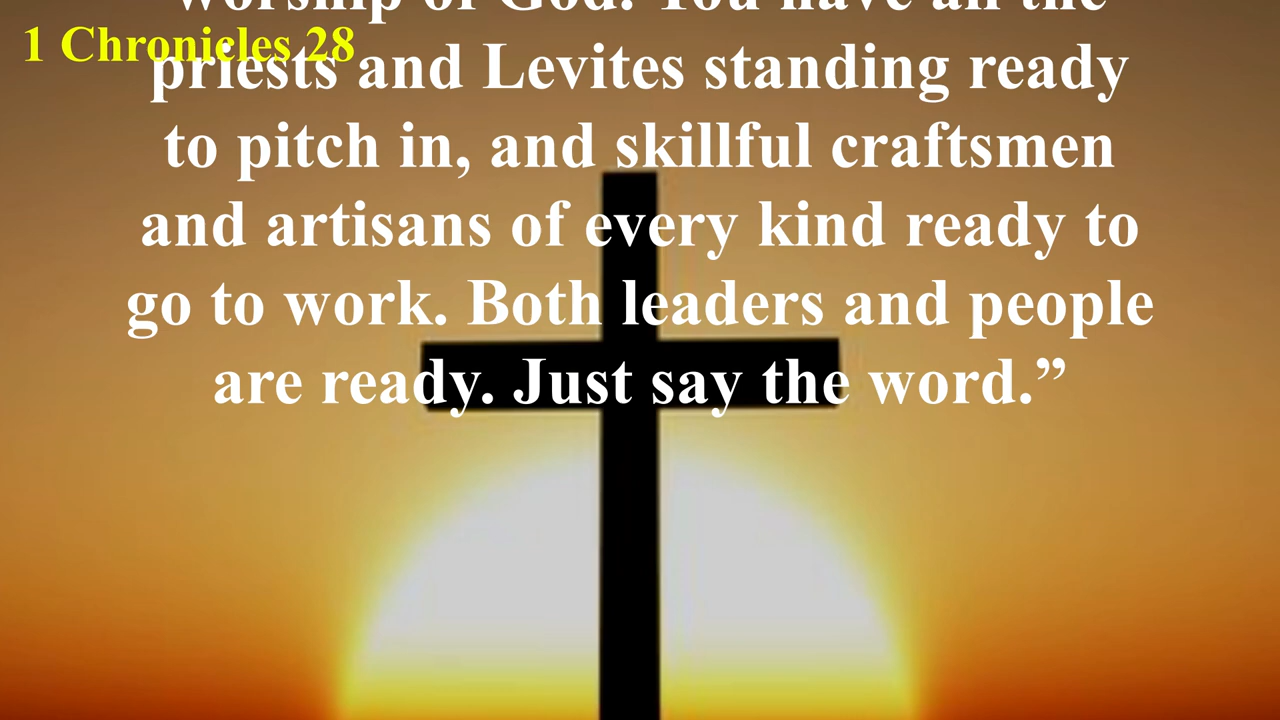 1 Chronicles 28
worship of God. You have all the
priests and Levites standing ready
to pitch in, and skillful craftsmen
and artisans of every kind ready to
go to work. Both leaders and people
are ready. Just say the word.”